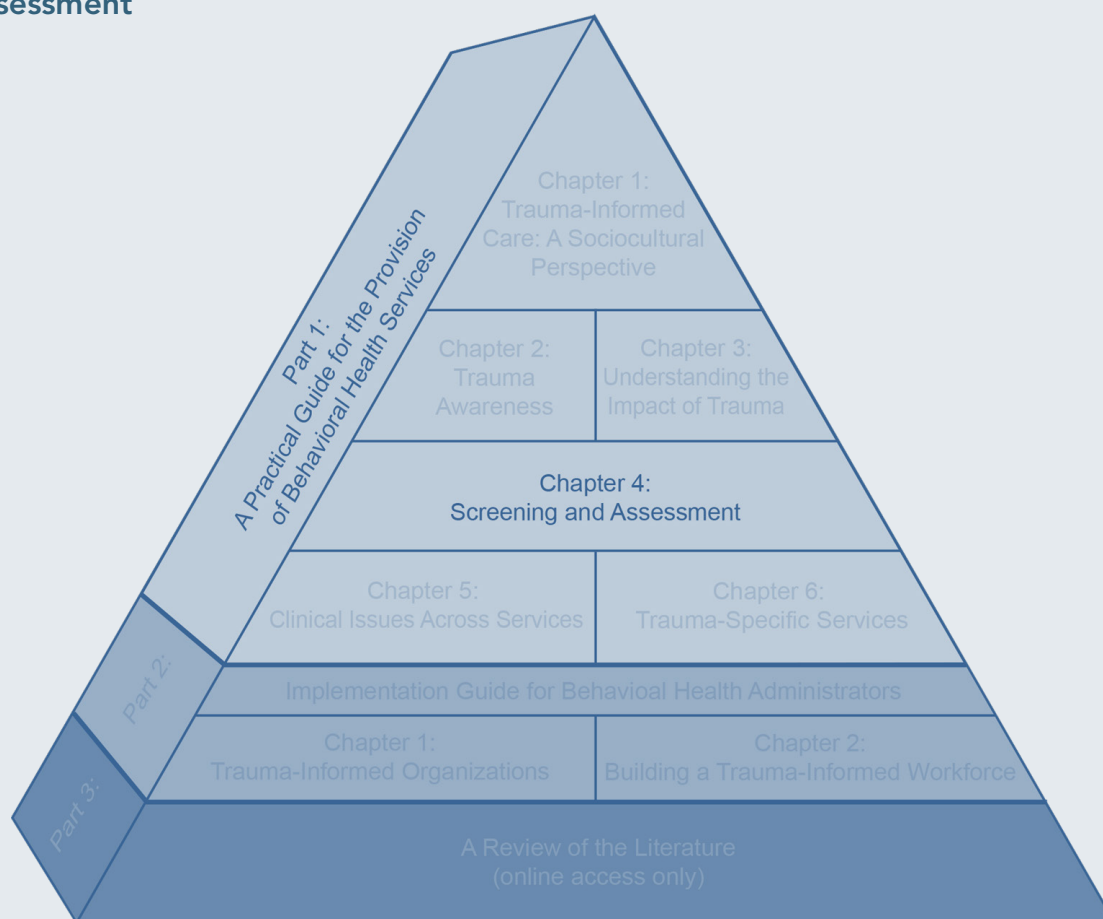 sessment
Part 1:
A Practical Guide for the Provision
of Behavioral Health Services
Chapter 1:
Trauma-Informed
Care: A Sociocultural
Perspective
Chapter 2:
Trauma
Awareness
Chapter 3:
Understanding the
Impact of Trauma
Chapter 4:
Screening and Assessment
Chapter 5:
Clinical Issues Across Services
Chapter 6:
Trauma-Specific Services
Part 2:
Implementation Guide for Behavioal Health Administrators
Chapter 1:
Trauma-Informed Organizations
Chapter 2:
Building a Trauma-Informed Workforce
Part 3:
A Review of the Literature
(online access only)